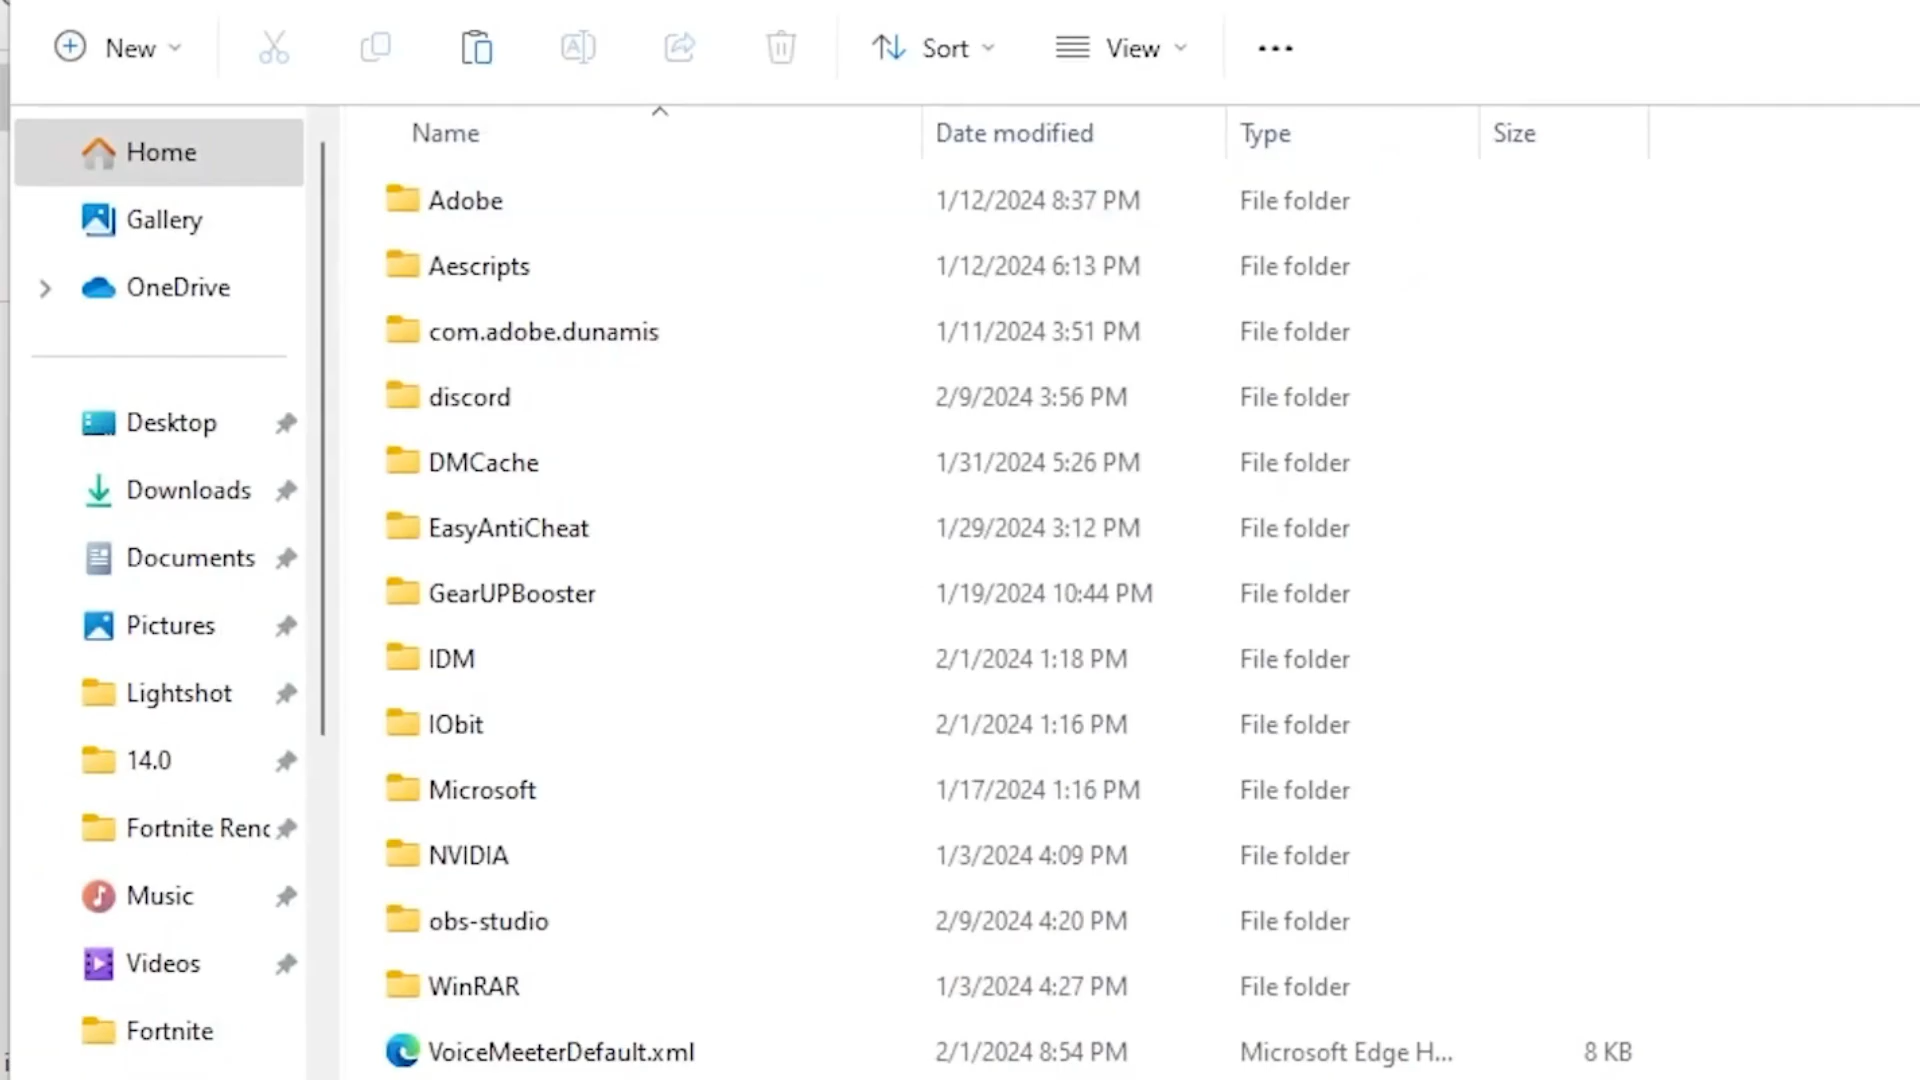 New
Sort
View
Name
Date modified
Type
Size
Home
Gallery
OneDrive
Desktop
Downloads
Documents
Pictures
Lightshot
14.0
Fortnite Renc
Music
Videos
Fortnite
Adobe 1/12/2024 8:37 PM File folder
Aescripts 1/12/2024 6:13 PM File folder
com.adobe.dunamis 1/11/2024 3:51 PM File folder
discord 2/9/2024 3:56 PM File folder
DMCache 1/31/2024 5:26 PM File folder
EasyAntiCheat 1/29/2024 3:12 PM File folder
GearUPBooster 1/19/2024 10:44 PM File folder
IDM 2/1/2024 1:18 PM File folder
IObit 2/1/2024 1:16 PM File folder
Microsoft 1/17/2024 1:16 PM File folder
NVIDIA 1/3/2024 4:09 PM File folder
obs-studio 2/9/2024 4:20 PM File folder
WinRAR 1/3/2024 4:27 PM File folder
VoiceMeeterDefault.xml 2/1/2024 8:54 PM Microsoft Edge H... 8 KB